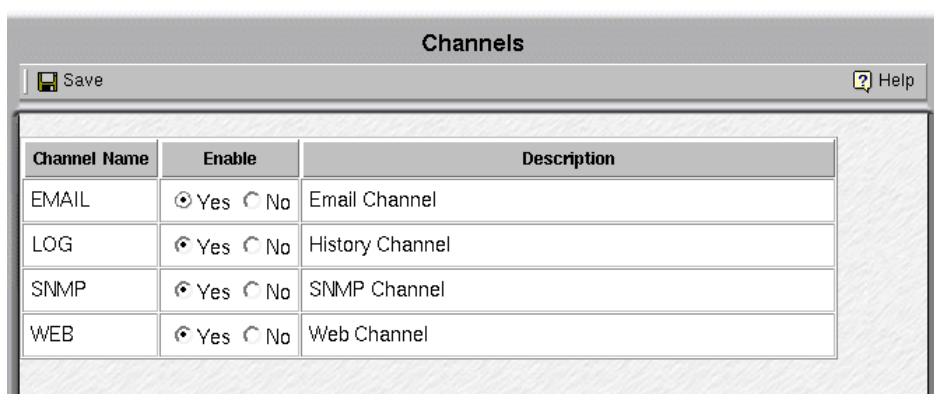 Channels
Save Help
Channel Name Enable Description
EMAIL Yes No Email Channel
LOG Yes No History Channel
SNMP Yes No SNMP Channel
WEB Yes No Web Channel